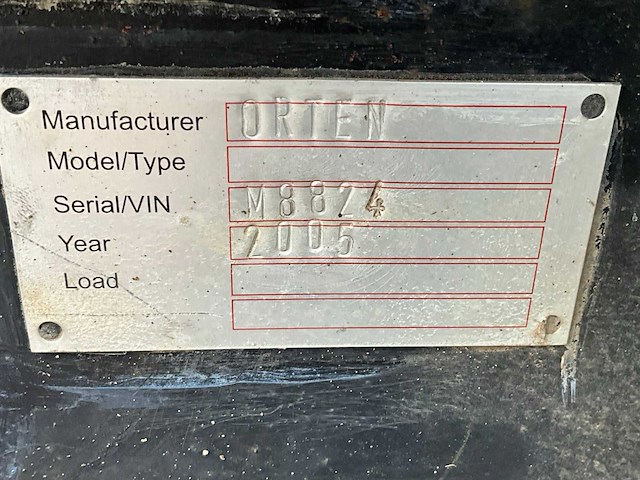 Manufacturer ORTEN
Model/Type
Serial/VIN M8824
Year 2005
Load